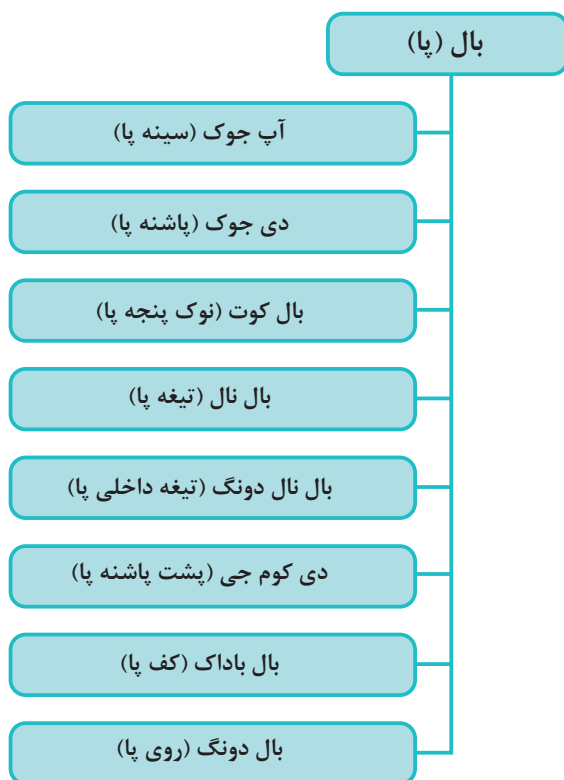 بال (پا)
آپ جوک (سینه پا)
دی جوک (پاشنه پا)
بال کوت (نوک پنجه پا)
بال نال (تیغه پا)
بال نال دونگ (تیغه داخلی پا)
دی کوم جی (پشت پاشنه پا)
بال باداک (کف پا)
بال دونگ (روی پا)